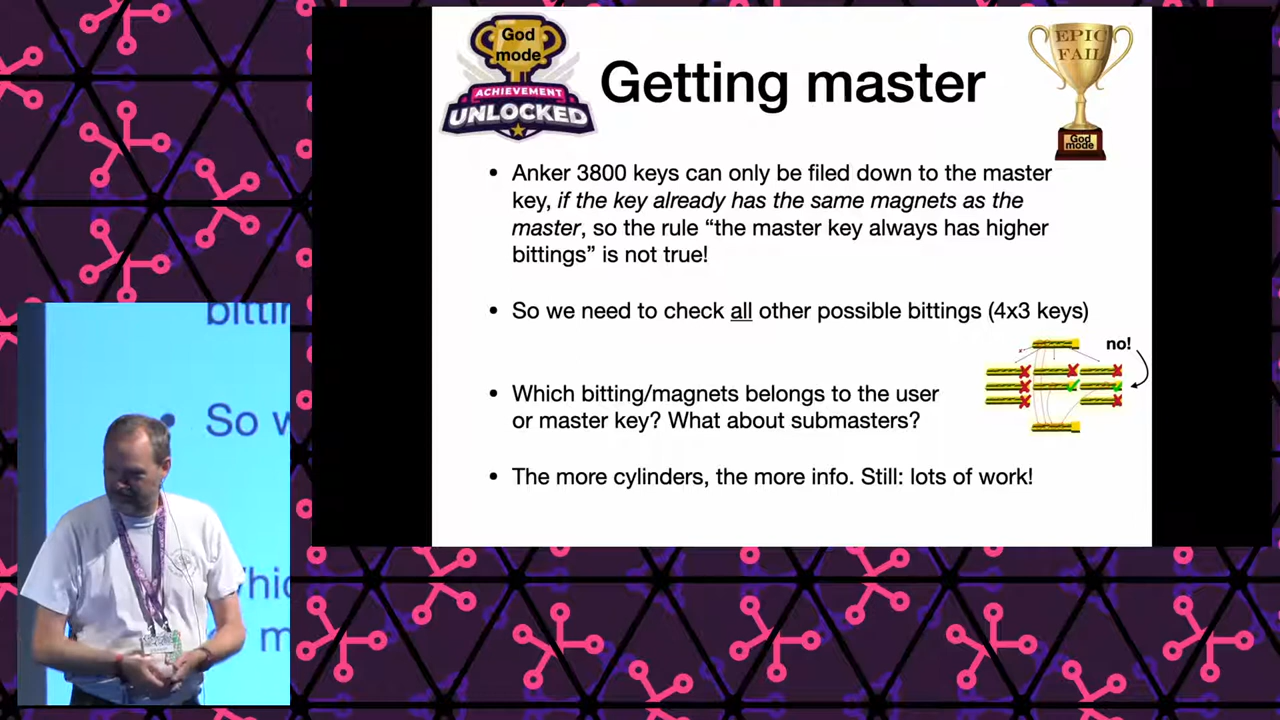 God
mode
ACHIEVEMENT
UNLOCKED
Getting master
EPIC
FAIL
God
mode
• Anker 3800 keys can only be filed down to the master
key, if the key already has the same magnets as the
master, so the rule “the master key always has higher
bittings” is not true!
• So we need to check all other possible bittings (4x3 keys)
no!
• Which bitting/magnets belongs to the user
or master key? What about submasters?
• The more cylinders, the more info. Still: lots of work!
• So